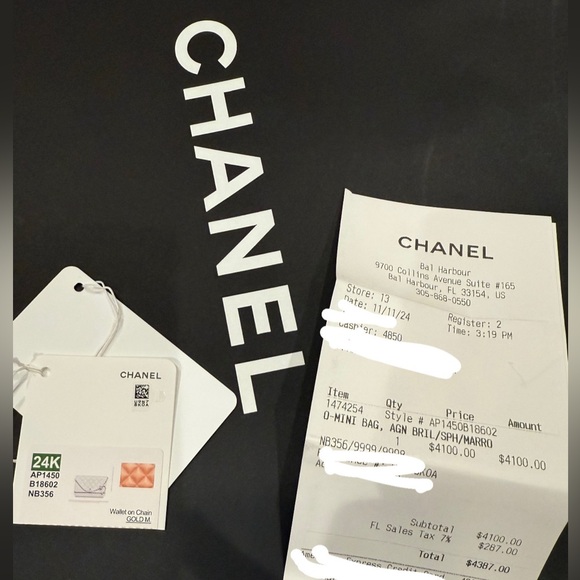 CHANEL
CHANEL
24K
AP1450
B18602
NB356
Wallet on Chain
GOLD M.
CHANEL
Bal Harbour
9700 Collins Avenue Suite #165
Bal Harbour, FL 33154, US
305-868-0550
Store: 13 Register: 2
Date: 11/11/24 Time: 3:19 PM
Cashier: 4850
Item Qty Price Amount
1474254 Style # AP1450B18602
O-MINI BAG, AGN BRIL/SPH/MARRO
1 $4100.00 $4100.00
NB356/9999/9999
Subtotal $4100.00
FL Sales Tax 7% $287.00
Total $4387.00
Express Credit Card